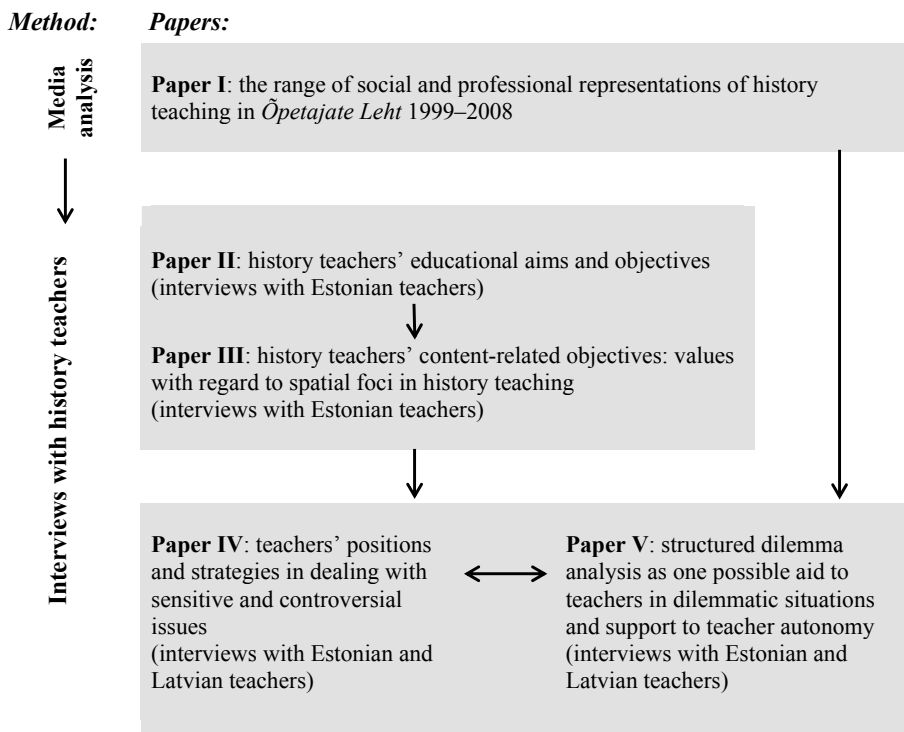 Method:
Papers:
Media
analysis
Paper I: the range of social and professional representations of history
teaching in Õpetajate Leht 1999–2008
Interviews with history teachers
Paper II: history teachers’ educational aims and objectives
(interviews with Estonian teachers)
Paper III: history teachers’ content-related objectives: values
with regard to spatial foci in history teaching
(interviews with Estonian teachers)
Paper IV: teachers’ positions
and strategies in dealing with
sensitive and controversial
issues
(interviews with Estonian and
Latvian teachers)
Paper V: structured dilemma
analysis as one possible aid to
teachers in dilemmatic situations
and support to teacher autonomy
(interviews with Estonian and
Latvian teachers)